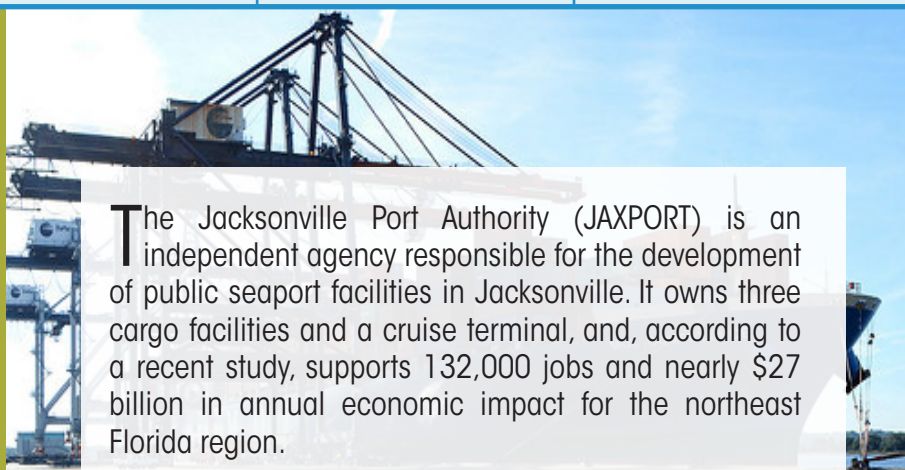 The Jacksonville Port Authority (JAXPORT) is an
independent agency responsible for the development
of public seaport facilities in Jacksonville. It owns three
cargo facilities and a cruise terminal, and, according to
a recent study, supports 132,000 jobs and nearly $27
billion in annual economic impact for the northeast
Florida region.